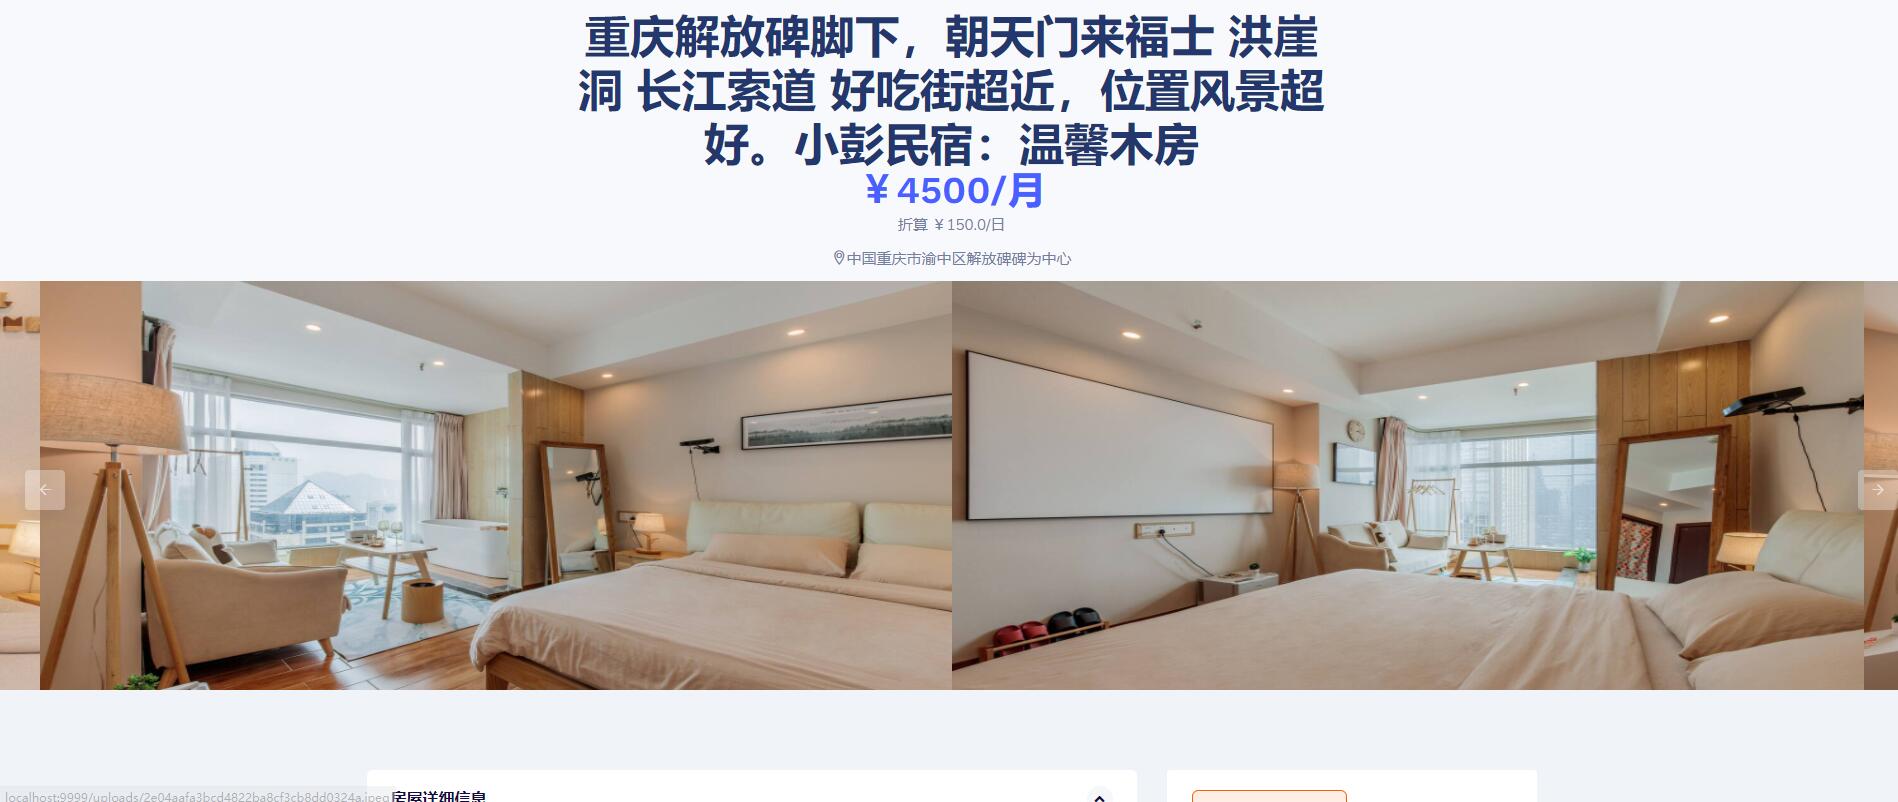 重庆解放碑脚下，朝天门来福士 洪崖
洞 长江索道 好吃街超近，位置风景超
好。小彭民宿：温馨木房
￥4500/月
折算 ￥150.0/日
中国重庆市渝中区解放碑碑为中心
房屋详细信息
localhost:9999/uploads/2e04aafa3bcd4822ba8cf3cb8dd0324a.jpeg